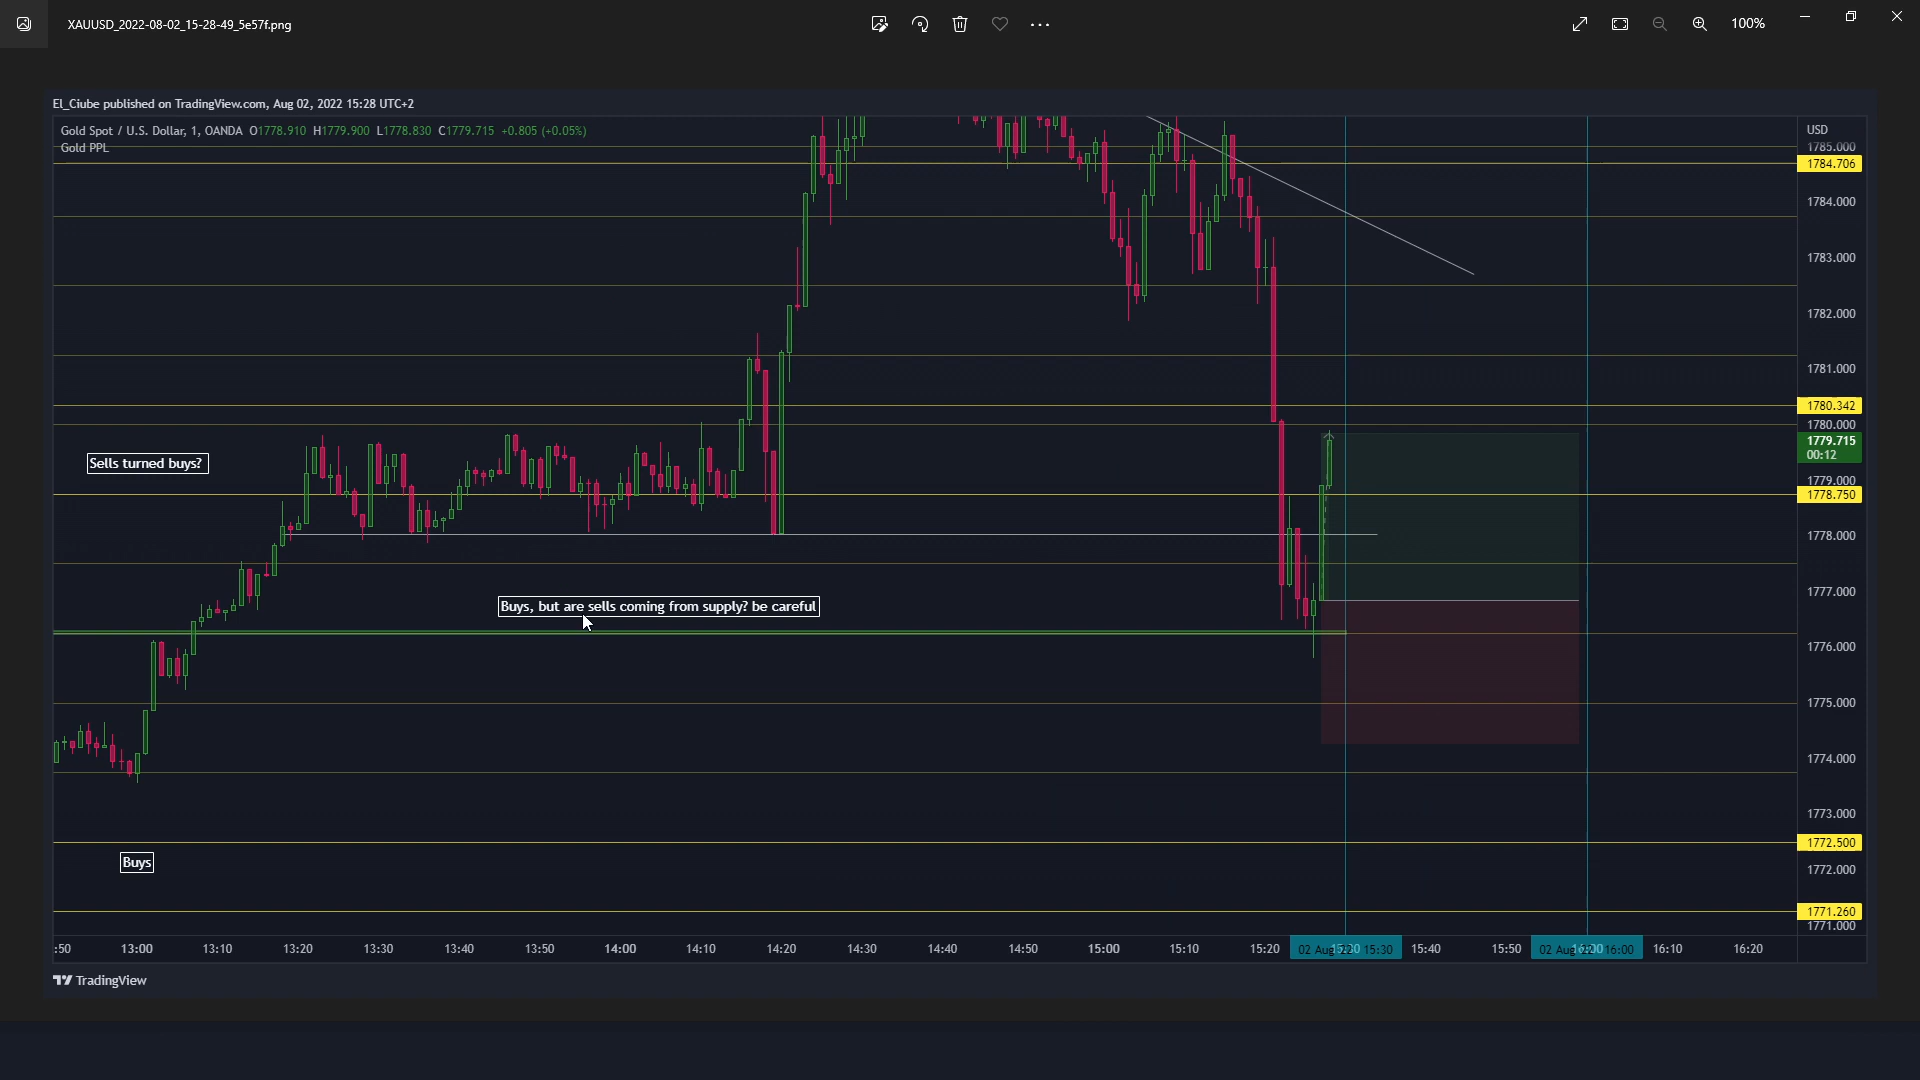 XAUUSD_2022-08-02_15-28-49_5e57f.png
100%
El_Ciube published on TradingView.com, Aug 02, 2022 15:28 UTC+2
Gold Spot / U.S. Dollar, 1, OANDA O1778.910 H1779.900 L1778.830 C1779.715 +0.805 (+0.05%)
Gold PPL
USD
1785.000
1784.706
1784.000
1783.000
1782.000
1781.000
1780.342
1780.000
1779.715
00:12
1779.000
1778.750
1778.000
1777.000
1776.000
1775.000
1774.000
1773.000
1772.500
1772.000
1771.260
1771.000
Sells turned buys?
Buys, but are sells coming from supply? be careful
Buys
:50 13:00 13:10 13:20 13:30 13:40 13:50 14:00 14:10 14:20 14:30 14:40 14:50 15:00 15:10 15:20 02 Aug 15:30 15:40 15:50 02 Aug 16:00 16:10 16:20
TradingView